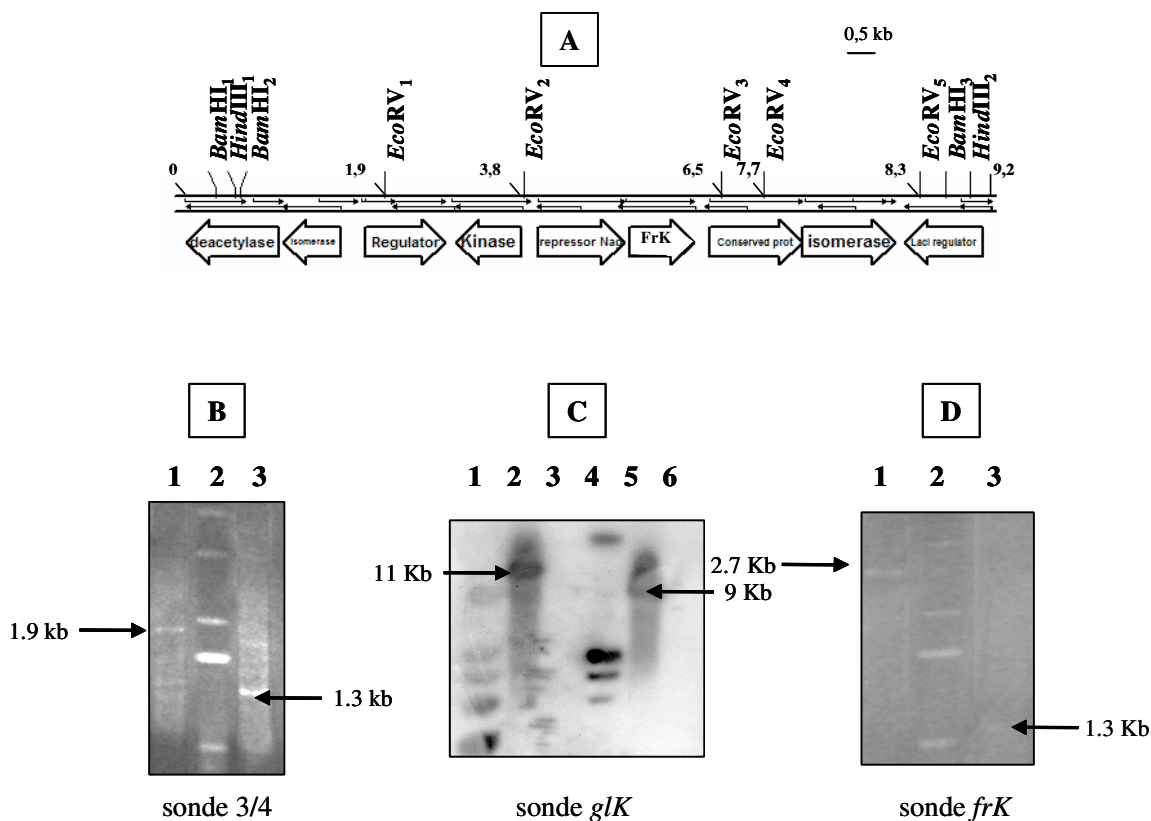 A
0,5 kb
BamHI1
HindIII1
BamHI2
EcoRV1
EcoRV2
EcoRV3
EcoRV4
EcoRV5
BamHI3
HindIII2
0
1,9
3,8
6,5
7,7
8,3
9,2
deacetylase
isomerase
Regulator
Kinase
repressor Nag
FrK
Conserved prot
isomerase
LacI regulator
B
C
D
1 2 3
1 2 3 4 5 6
1 2 3
1.9 kb
1.3 kb
11 Kb
9 Kb
2.7 Kb
1.3 Kb
sonde 3/4
sonde glK
sonde frK